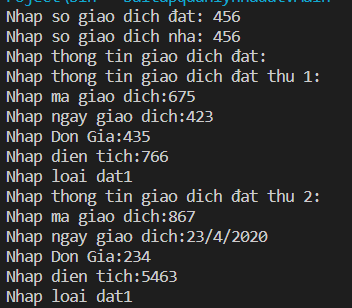 Nhap so giao dich đat: 456
Nhap so giao dich nha: 456
Nhap thong tin giao dich đat:
Nhap thong tin giao dich đat thu 1:
Nhap ma giao dich:675
Nhap ngay giao dich:423
Nhap Don Gia:435
Nhap dien tich:766
Nhap loai dat1
Nhap thong tin giao dich đat thu 2:
Nhap ma giao dich:867
Nhap ngay giao dich:23/4/2020
Nhap Don Gia:234
Nhap dien tich:5463
Nhap loai dat1